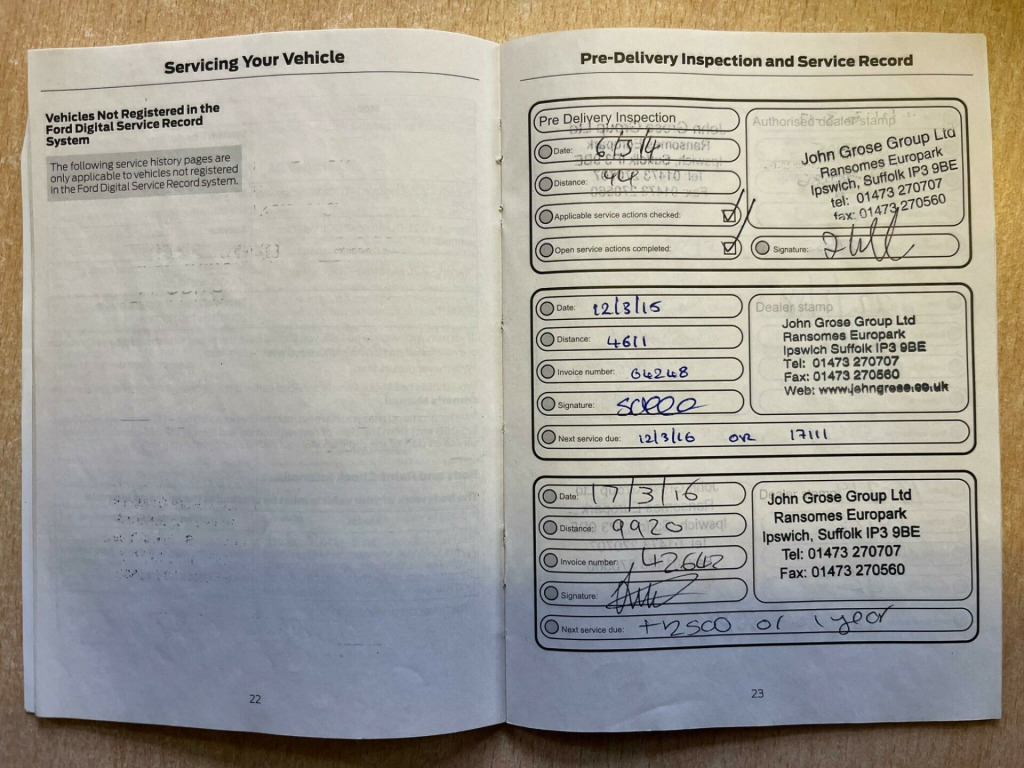 Servicing Your Vehicle
Vehicles Not Registered in the
Ford Digital Service Record
System
The following service history pages are
only applicable to vehicles not registered
in the Ford Digital Service Record system.
22
Pre-Delivery Inspection and Service Record
Pre Delivery Inspection
Date: 6/3/14
Distance: 44
Applicable service actions checked:
Open service actions completed:
Authorised dealer stamp
John Grose Group Ltd
Ransomes Europark
Ipswich, Suffolk IP3 9BE
tel: 01473 270707
fax: 01473 270560
Signature:
Date: 12/3/15
Distance: 4611
Invoice number: 64248
Signature:
Next service due: 12/3/16 OR 17111
Dealer stamp
John Grose Group Ltd
Ransomes Europark
Ipswich Suffolk IP3 9BE
Tel: 01473 270707
Fax: 01473 270560
Web: www.johngrose.co.uk
Date: 17/3/16
Distance: 9920
Invoice number: 42642
Signature:
Next service due: +12500 or 1 year
John Grose Group Ltd
Ransomes Europark
Ipswich, Suffolk IP3 9BE
Tel: 01473 270707
Fax: 01473 270560
23